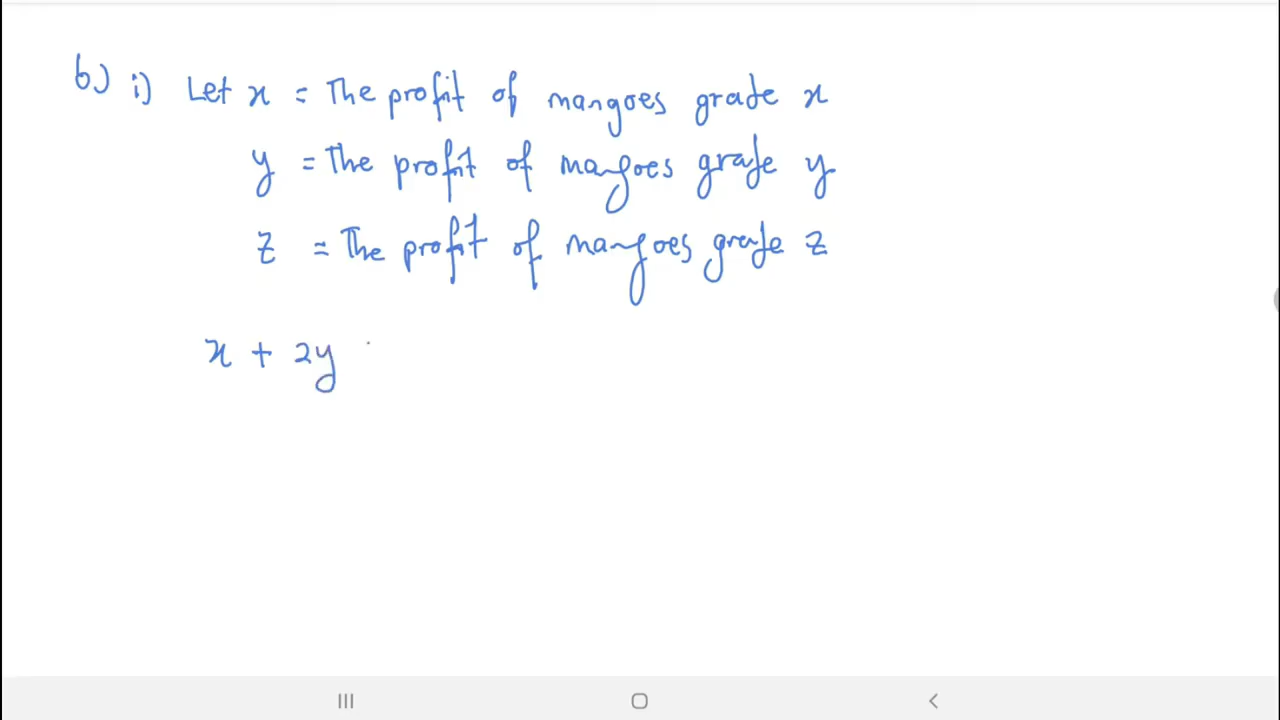 b) i) Let x = The profit of mangoes grade x
y = The profit of mangoes grade y
z = The profit of mangoes grade z
x + 2y